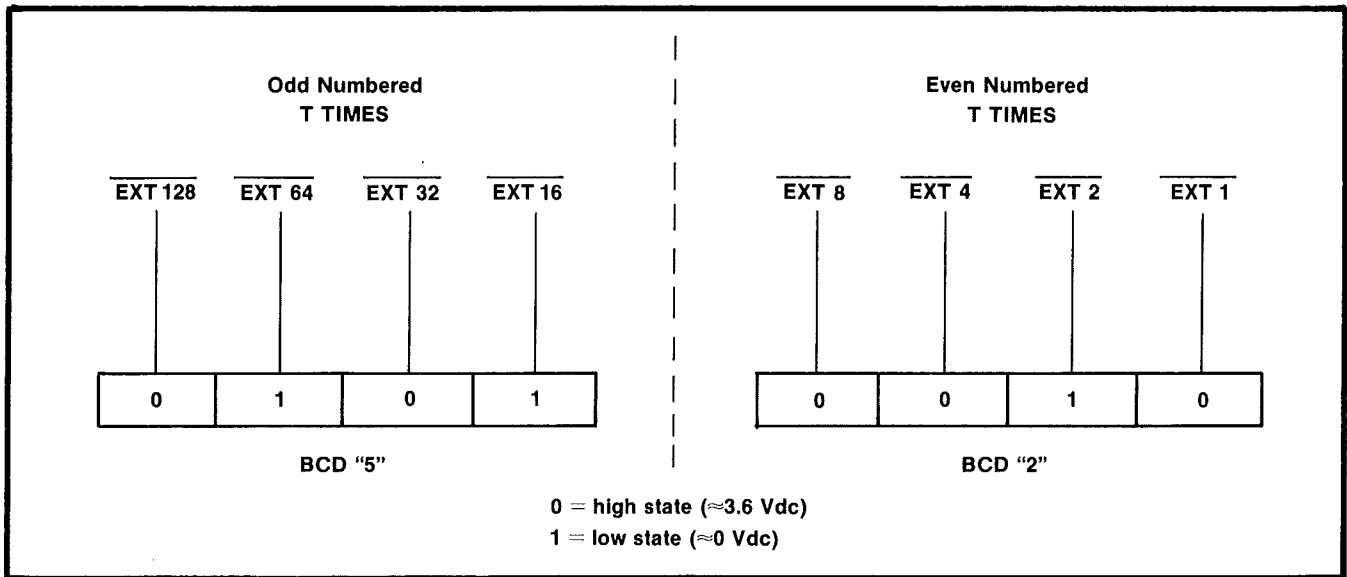 Odd Numbered
T TIMES
EXT 128 EXT 64 EXT 32 EXT 16
0 1 0 1
BCD “5”
Even Numbered
T TIMES
EXT 8 EXT 4 EXT 2 EXT 1
0 0 1 0
BCD “2”
0 = high state (≈3.6 Vdc)
1 = low state (≈0 Vdc)